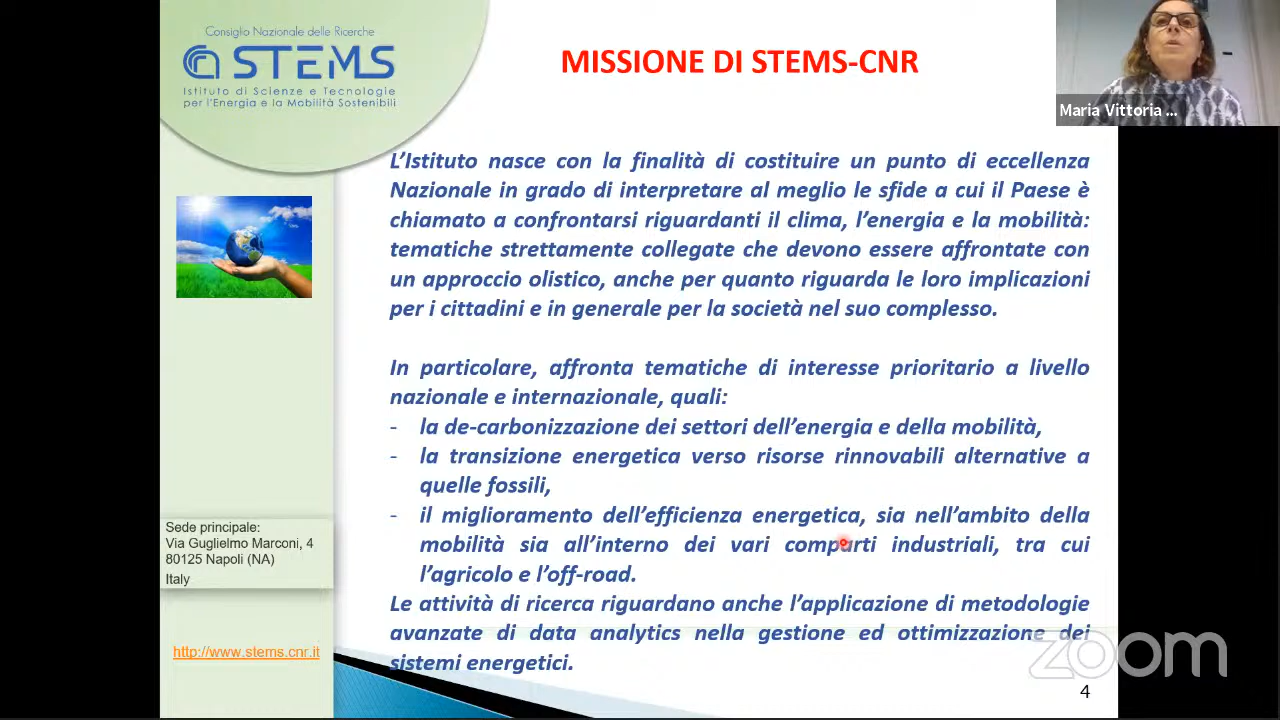 Consiglio Nazionale delle Ricerche
STEMS
Istituto di Scienze e Tecnologie
per l'Energia e la Mobilità Sostenibili
MISSIONE DI STEMS-CNR
Maria Vittoria ...
L’Istituto nasce con la finalità di costituire un punto di eccellenza
Nazionale in grado di interpretare al meglio le sfide a cui il Paese è
chiamato a confrontarsi riguardanti il clima, l’energia e la mobilità:
tematiche strettamente collegate che devono essere affrontate con
un approccio olistico, anche per quanto riguarda le loro implicazioni
per i cittadini e in generale per la società nel suo complesso.
In particolare, affronta tematiche di interesse prioritario a livello
nazionale e internazionale, quali:
- la de-carbonizzazione dei settori dell’energia e della mobilità,
- la transizione energetica verso risorse rinnovabili alternative a
quelle fossili,
- il miglioramento dell’efficienza energetica, sia nell’ambito della
mobilità sia all’interno dei vari comparti industriali, tra cui
l’agricolo e l’off-road.
Le attività di ricerca riguardano anche l’applicazione di metodologie
avanzate di data analytics nella gestione ed ottimizzazione dei
sistemi energetici.
Sede principale:
Via Guglielmo Marconi, 4
80125 Napoli (NA)
Italy
http://www.stems.cnr.it
zoom
4